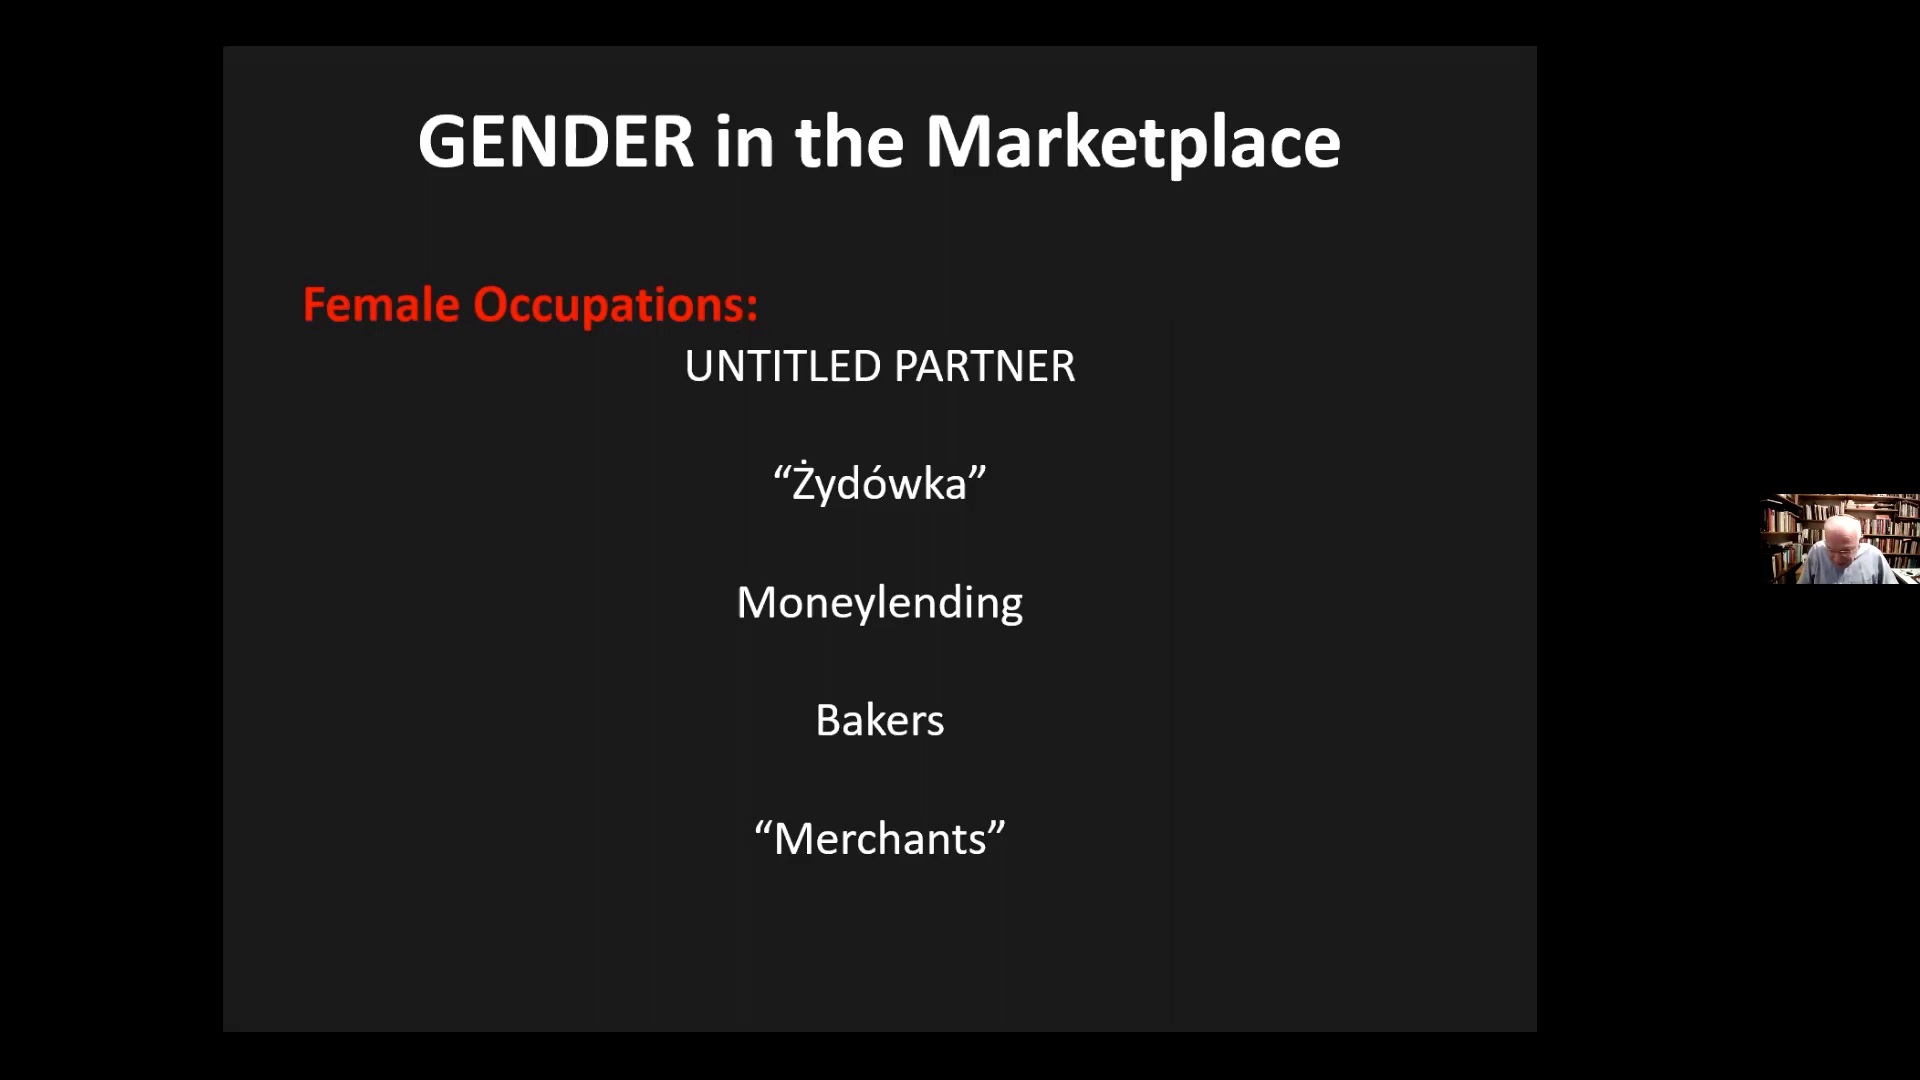 GENDER in the Marketplace
Female Occupations:
UNTITLED PARTNER
“Żydówka”
Moneylending
Bakers
“Merchants”